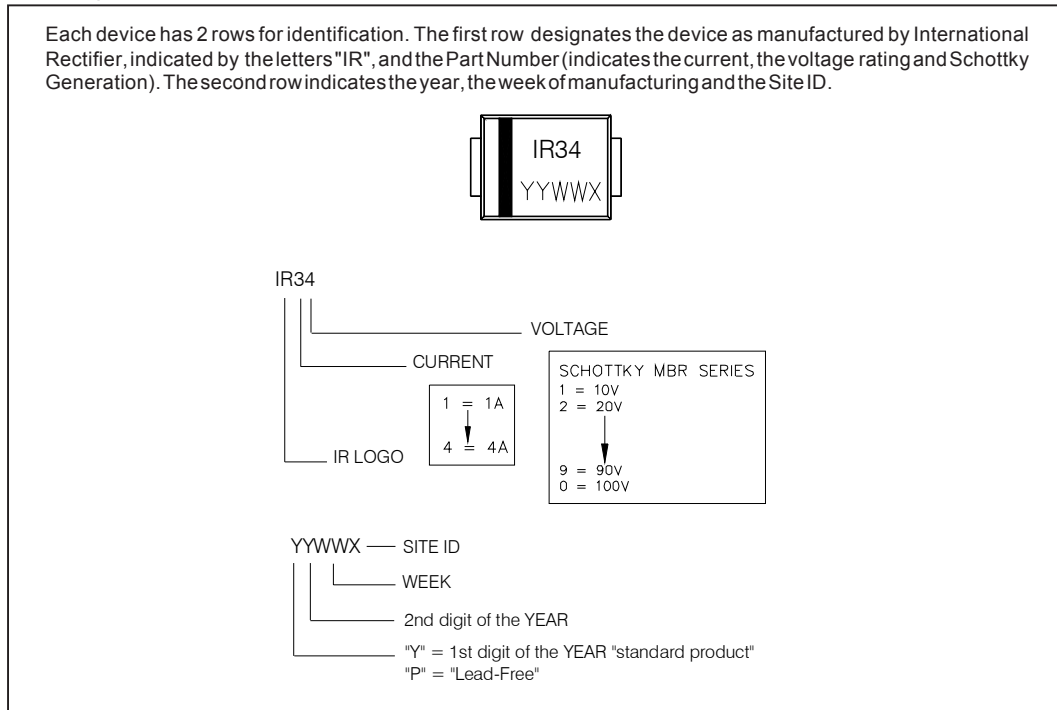 Each device has 2 rows for identification. The first row designates the device as manufactured by International
Rectifier, indicated by the letters "IR", and the Part Number (indicates the current, the voltage rating and Schottky
Generation). The second row indicates the year, the week of manufacturing and the Site ID.
IR34
YYWWX
IR34
VOLTAGE
CURRENT
SCHOTTKY MBR SERIES
1 = 10V
2 = 20V
9 = 90V
0 = 100V
1 = 1A
4 = 4A
IR LOGO
YYWWX
SITE ID
WEEK
2nd digit of the YEAR
"Y" = 1st digit of the YEAR "standard product"
"P" = "Lead-Free"